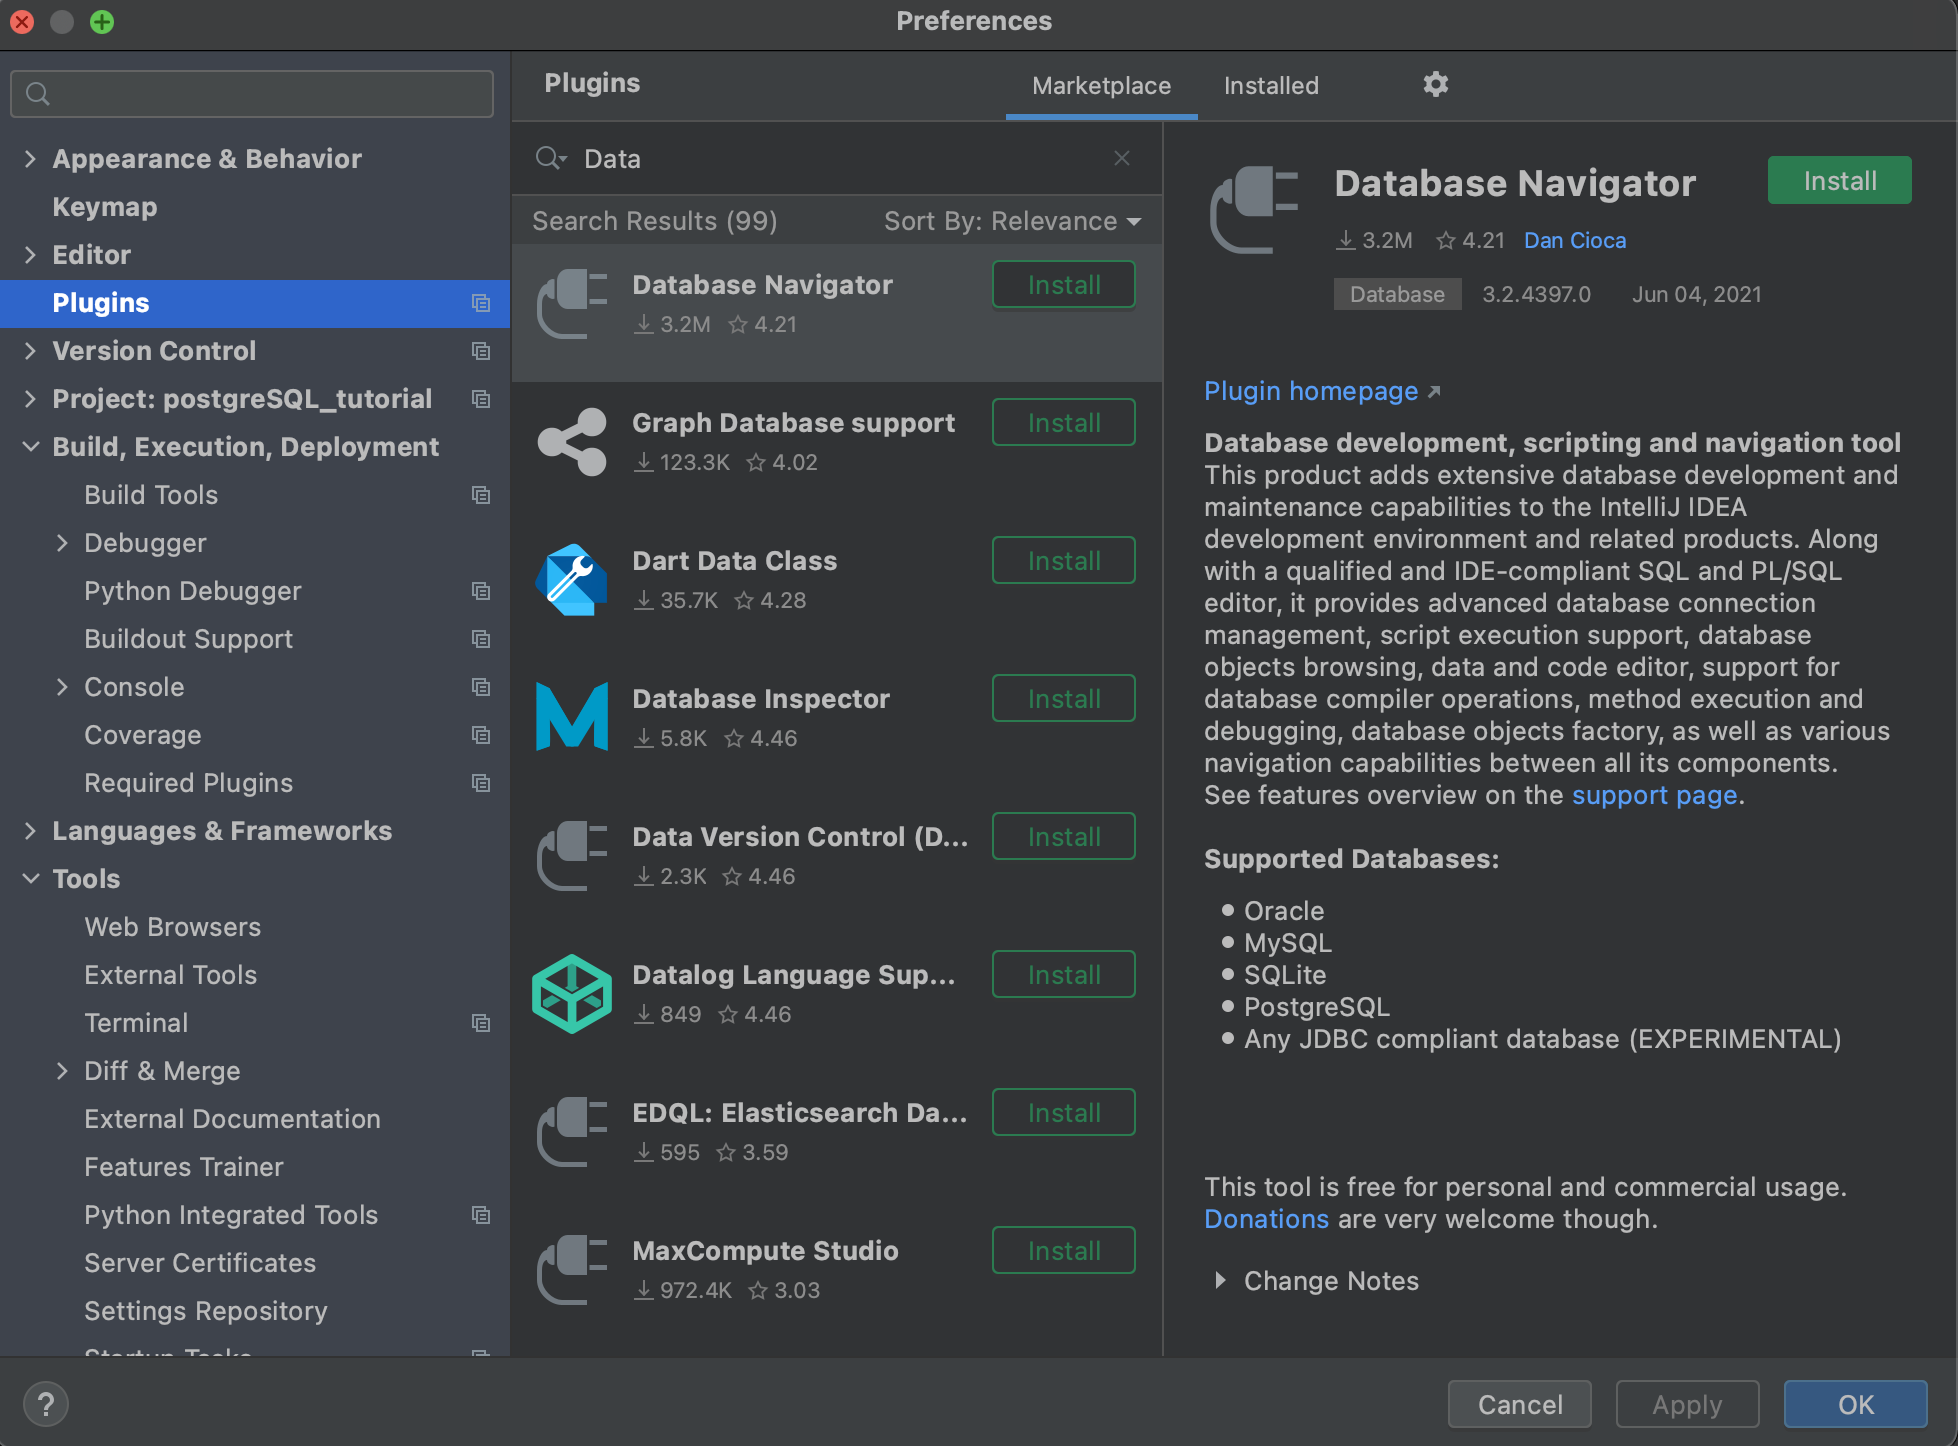 Preferences
Appearance & Behavior
Keymap
Editor
Plugins
Version Control
Project: postgreSQL_tutorial
Build, Execution, Deployment
Build Tools
Debugger
Python Debugger
Buildout Support
Console
Coverage
Required Plugins
Languages & Frameworks
Tools
Web Browsers
External Tools
Terminal
Diff & Merge
External Documentation
Features Trainer
Python Integrated Tools
Server Certificates
Settings Repository
Startup Tasks
?
Plugins
Marketplace
Installed
Data
Search Results (99)
Sort By: Relevance
Database Navigator
Install
3.2M 4.21
Graph Database support
Install
123.3K 4.02
Dart Data Class
Install
35.7K 4.28
Database Inspector
Install
5.8K 4.46
Data Version Control (D...
Install
2.3K 4.46
Datalog Language Sup...
Install
849 4.46
EDQL: Elasticsearch Da...
Install
595 3.59
MaxCompute Studio
Install
972.4K 3.03
Database Navigator
Install
3.2M 4.21 Dan Cioca
Database 3.2.4397.0 Jun 04, 2021
Plugin homepage
Database development, scripting and navigation tool
This product adds extensive database development and
maintenance capabilities to the IntelliJ IDEA
development environment and related products. Along
with a qualified and IDE-compliant SQL and PL/SQL
editor, it provides advanced database connection
management, script execution support, database
objects browsing, data and code editor, support for
database compiler operations, method execution and
debugging, database objects factory, as well as various
navigation capabilities between all its components.
See features overview on the support page.
Supported Databases:
Oracle
MySQL
SQLite
PostgreSQL
Any JDBC compliant database (EXPERIMENTAL)
This tool is free for personal and commercial usage.
Donations are very welcome though.
Change Notes
Cancel
Apply
OK